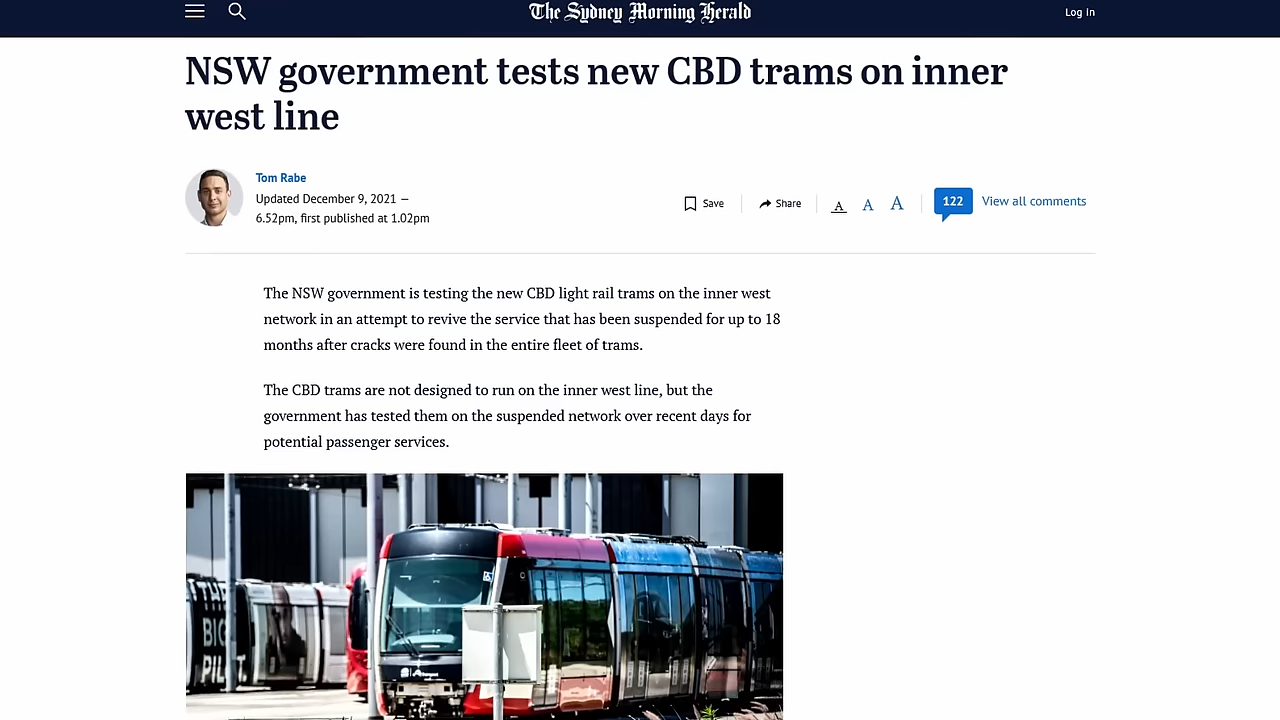 The Sydney Morning Herald
Log In
NSW government tests new CBD trams on inner
west line
Tom Rabe
Updated December 9, 2021 –
6.52pm, first published at 1.02pm
Save
Share
A A A
122
View all comments
The NSW government is testing the new CBD light rail trams on the inner west
network in an attempt to revive the service that has been suspended for up to 18
months after cracks were found in the entire fleet of trams.
The CBD trams are not designed to run on the inner west line, but the
government has tested them on the suspended network over recent days for
potential passenger services.
THE
BIG
PILOT